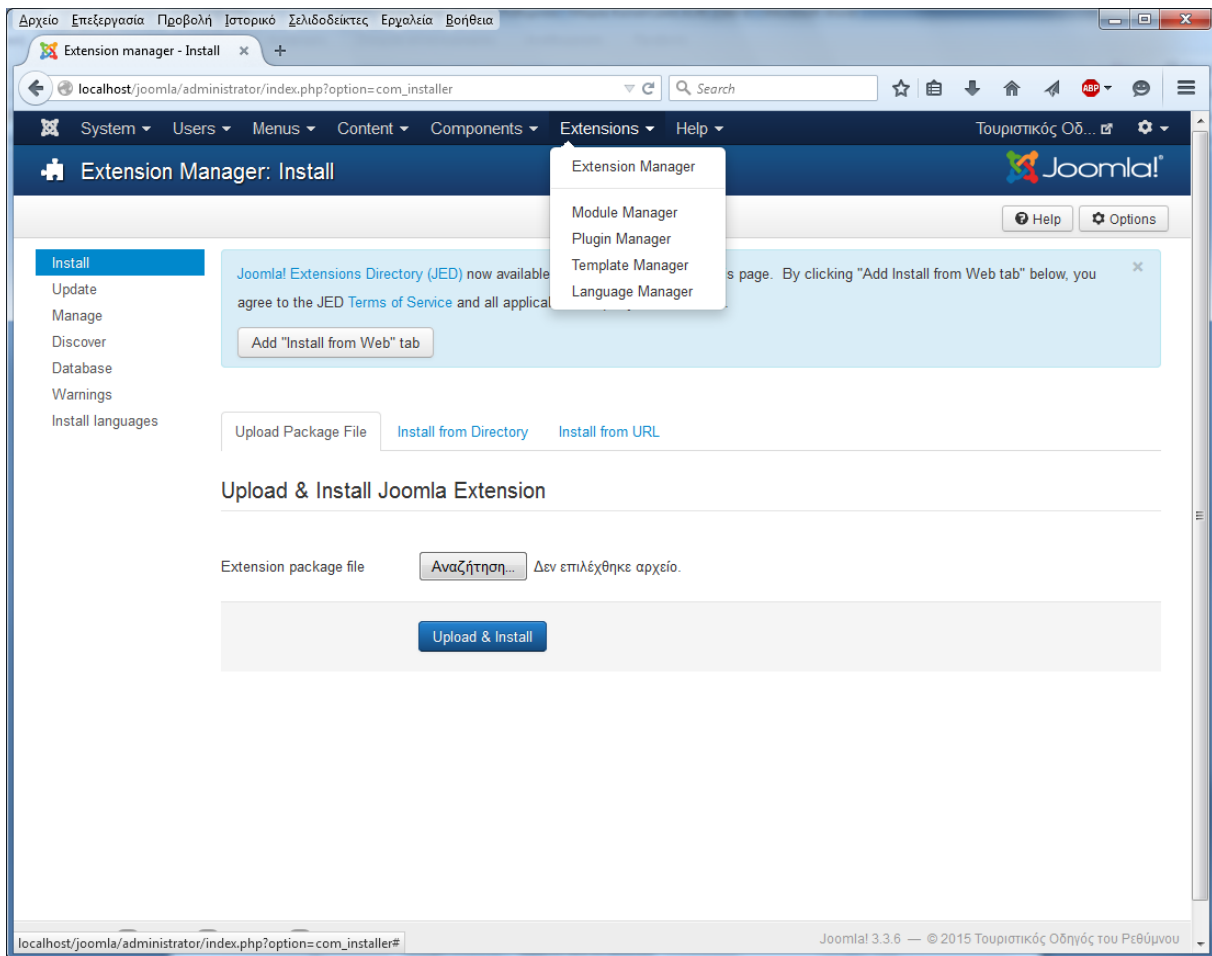 Αρχείο Επεξεργασία Προβολή Ιστορικό Σελιδοδείκτες Εργαλεία Βοήθεια
Extension manager - Install
localhost/joomla/administrator/index.php?option=com_installer
Search
ABP
System Users Menus Content Components Extensions Help Τουριστικός Οδ...
Extension Manager: Install
Joomla!
Extension Manager
Module Manager
Plugin Manager
Template Manager
Language Manager
Help Options
Install
Update
Manage
Discover
Database
Warnings
Install languages
Joomla! Extensions Directory (JED) now available s page. By clicking "Add Install from Web tab" below, you
agree to the JED Terms of Service and all applicab
Add "Install from Web" tab
Upload Package File Install from Directory Install from URL
Upload & Install Joomla Extension
Extension package file Αναζήτηση... Δεν επιλέχθηκε αρχείο.
Upload & Install
localhost/joomla/administrator/index.php?option=com_installer#
Joomla! 3.3.6 — © 2015 Τουριστικός Οδηγός του Ρεθύμνου